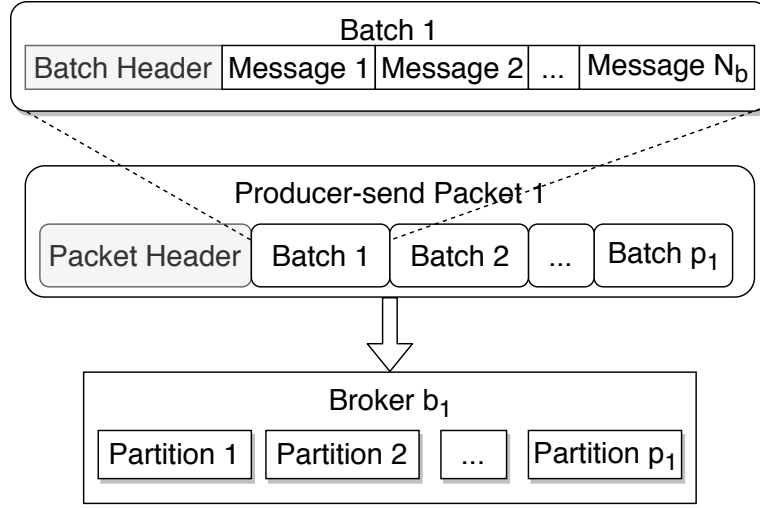 Batch 1
Batch Header Message 1 Message 2 ... Message N_b
Producer-send Packet 1
Packet Header Batch 1 Batch 2 ... Batch p_1
Broker b_1
Partition 1 Partition 2 ... Partition p_1